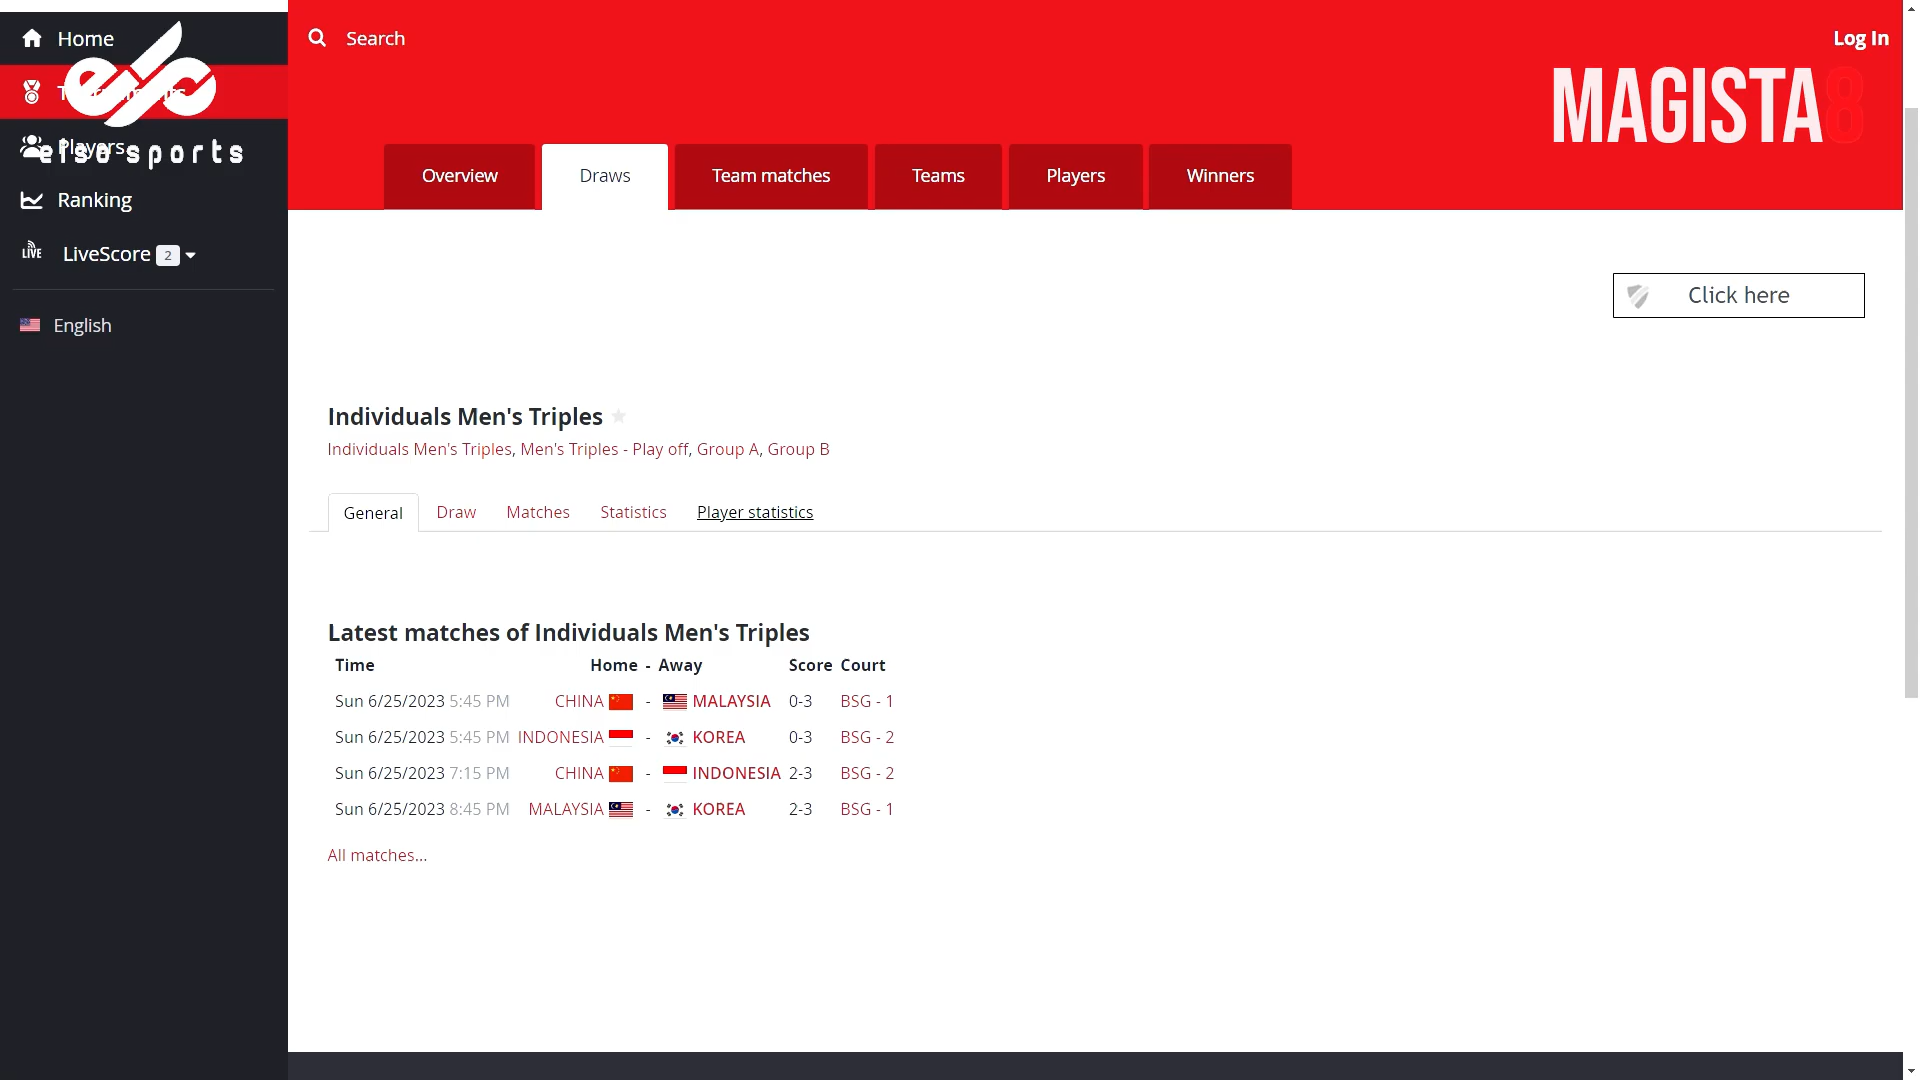 Home
Search
Log In
Tournaments
Players
elso sports
MAGISTA8
Ranking
LIVE LiveScore 2
English
Overview Draws Team matches Teams Players Winners
Click here
Individuals Men's Triples
Individuals Men's Triples, Men's Triples - Play off, Group A, Group B
General Draw Matches Statistics Player statistics
Latest matches of Individuals Men's Triples
Time Home - Away Score Court
Sun 6/25/2023 5:45 PM CHINA - MALAYSIA 0-3 BSG - 1
Sun 6/25/2023 5:45 PM INDONESIA - KOREA 0-3 BSG - 2
Sun 6/25/2023 7:15 PM CHINA - INDONESIA 2-3 BSG - 2
Sun 6/25/2023 8:45 PM MALAYSIA - KOREA 2-3 BSG - 1
All matches...